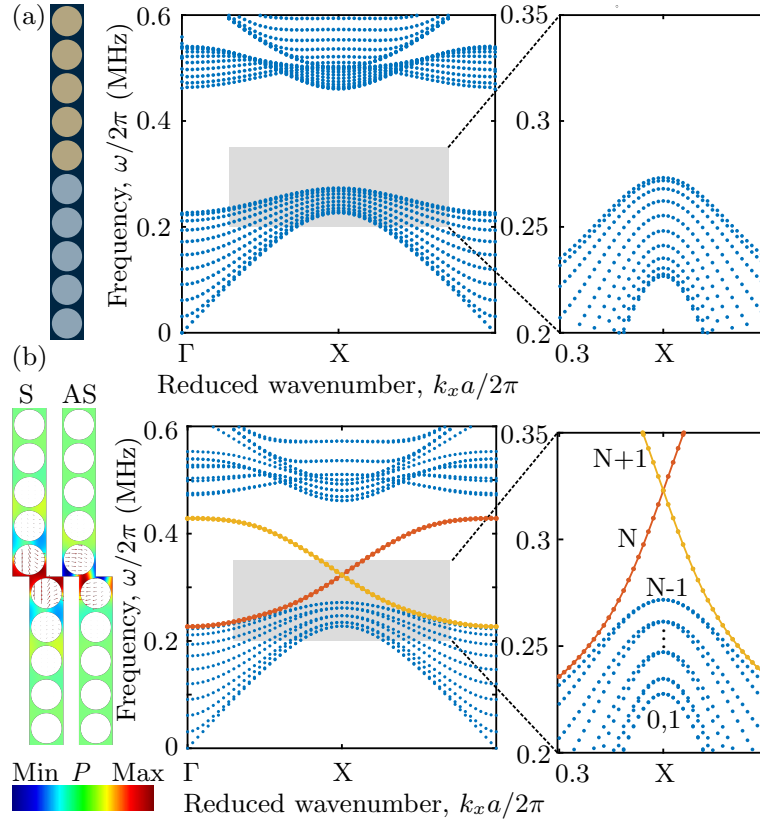 (a)
Frequency, ω/2π (MHz)
0.6
0.4
0.2
0
Γ
X
0.35
0.3
0.25
0.2
0.3
X
Reduced wavenumber, kₓa/2π
(b)
S
AS
Frequency, ω/2π (MHz)
0.6
0.4
0.2
0
Γ
X
0.35
0.3
0.25
0.2
N+1
N
N-1
0,1
0.3
X
Min P Max
Reduced wavenumber, kₓa/2π